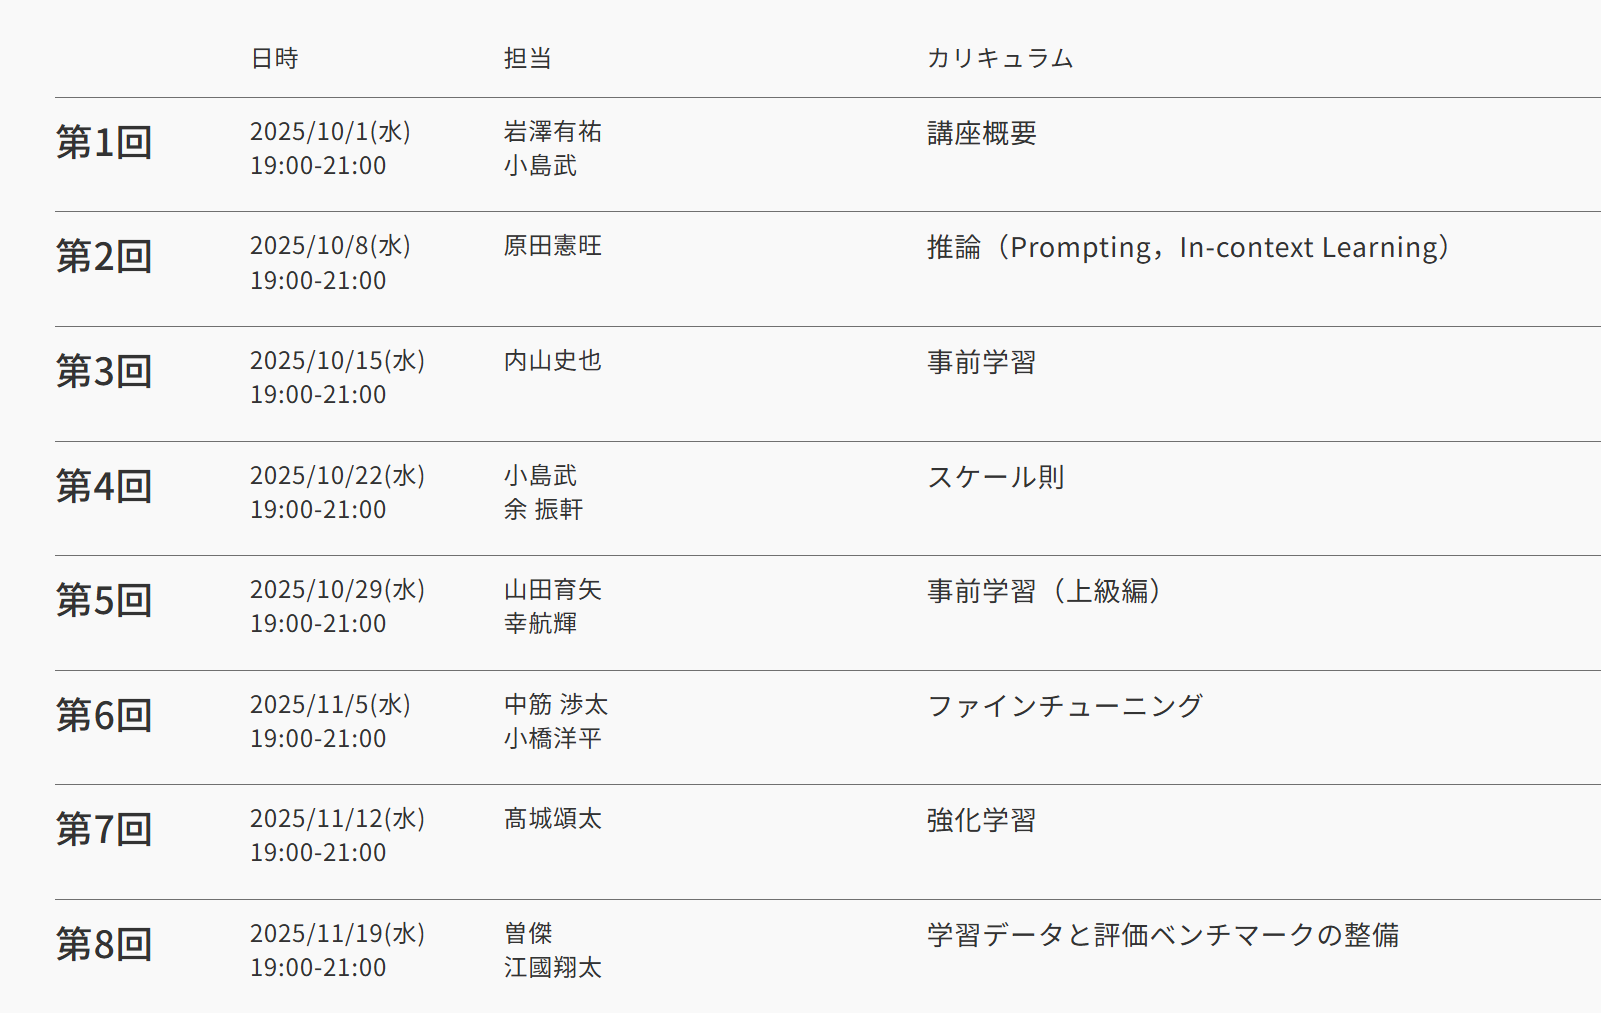 日時 担当 カリキュラム
第1回 2025/10/1(水) 岩澤有祐 講座概要
19:00-21:00 小島武
第2回 2025/10/8(水) 原田憲旺 推論（Prompting，In-context Learning）
19:00-21:00
第3回 2025/10/15(水) 内山史也 事前学習
19:00-21:00
第4回 2025/10/22(水) 小島武 スケール則
19:00-21:00 余 振軒
第5回 2025/10/29(水) 山田育矢 事前学習（上級編）
19:00-21:00 幸航輝
第6回 2025/11/5(水) 中筋 渉太 ファインチューニング
19:00-21:00 小橋洋平
第7回 2025/11/12(水) 髙城頌太 強化学習
19:00-21:00
第8回 2025/11/19(水) 曽傑 学習データと評価ベンチマークの整備
19:00-21:00 江國翔太